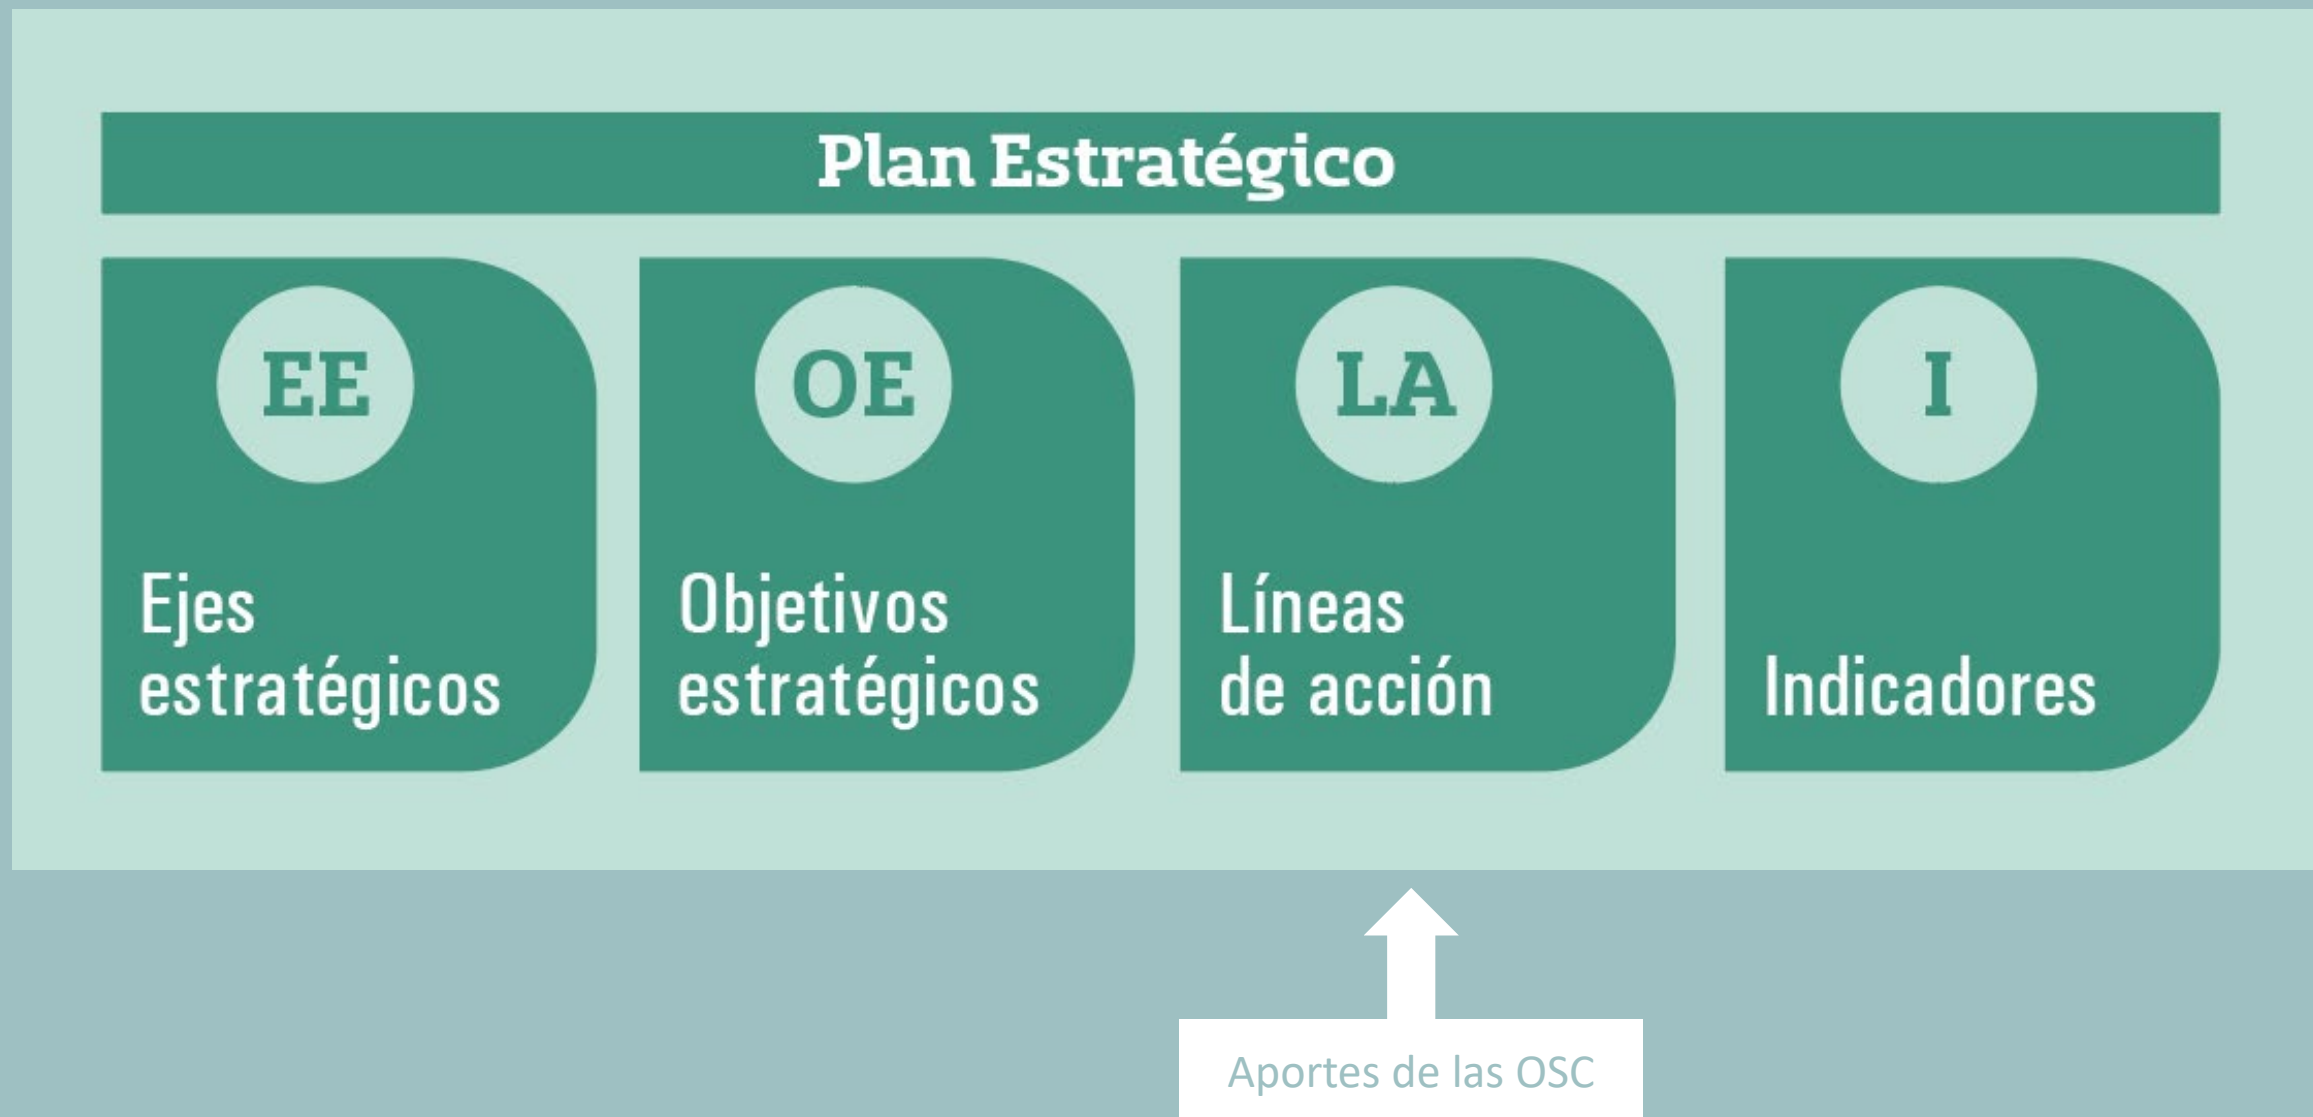 Plan Estratégico
EE
Ejes
estratégicos
OE
Objetivos
estratégicos
LA
Líneas
de acción
I
Indicadores
Aportes de las OSC